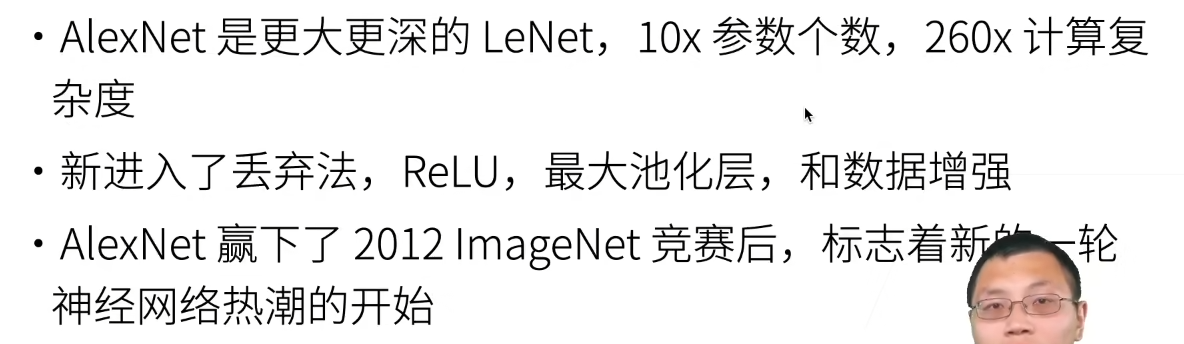 • AlexNet 是更大更深的 LeNet，10x 参数个数，260x 计算复
杂度
• 新进入了丢弃法，ReLU，最大池化层，和数据增强
• AlexNet 赢下了 2012 ImageNet 竞赛后，标志着新的一轮
神经网络热潮的开始